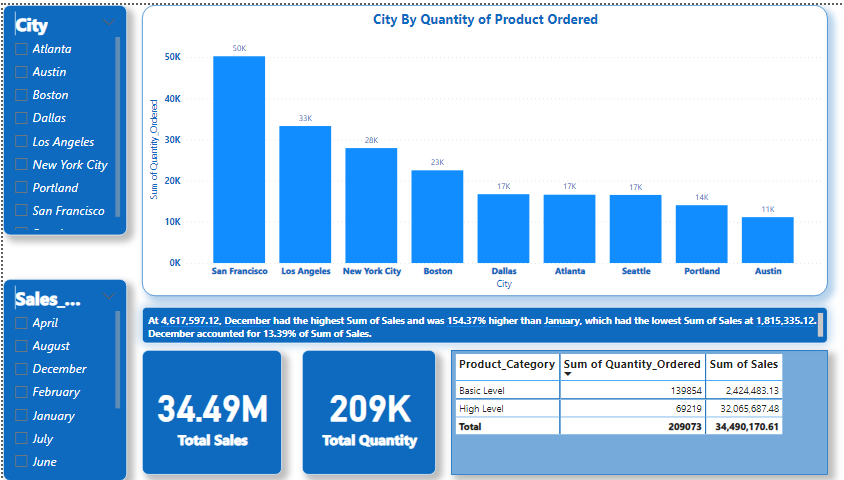 City
Atlanta
Austin
Boston
Dallas
Los Angeles
New York City
Portland
San Francisco
Sales_...
April
August
December
February
January
July
June
City By Quantity of Product Ordered
Sum of Quantity_Ordered
50K
40K
30K
20K
10K
0K
50K
33K
28K
23K
17K
17K
17K
14K
11K
San Francisco
Los Angeles
New York City
Boston
Dallas
Atlanta
Seattle
Portland
Austin
City
At 4,617,597.12, December had the highest Sum of Sales and was 154.37% higher than January, which had the lowest Sum of Sales at 1,815,335.12.
December accounted for 13.39% of Sum of Sales.
34.49M
Total Sales
209K
Total Quantity
Product_Category Sum of Quantity_Ordered Sum of Sales
Basic Level 139854 2,424,483.13
High Level 69219 32,065,687.48
Total 209073 34,490,170.61